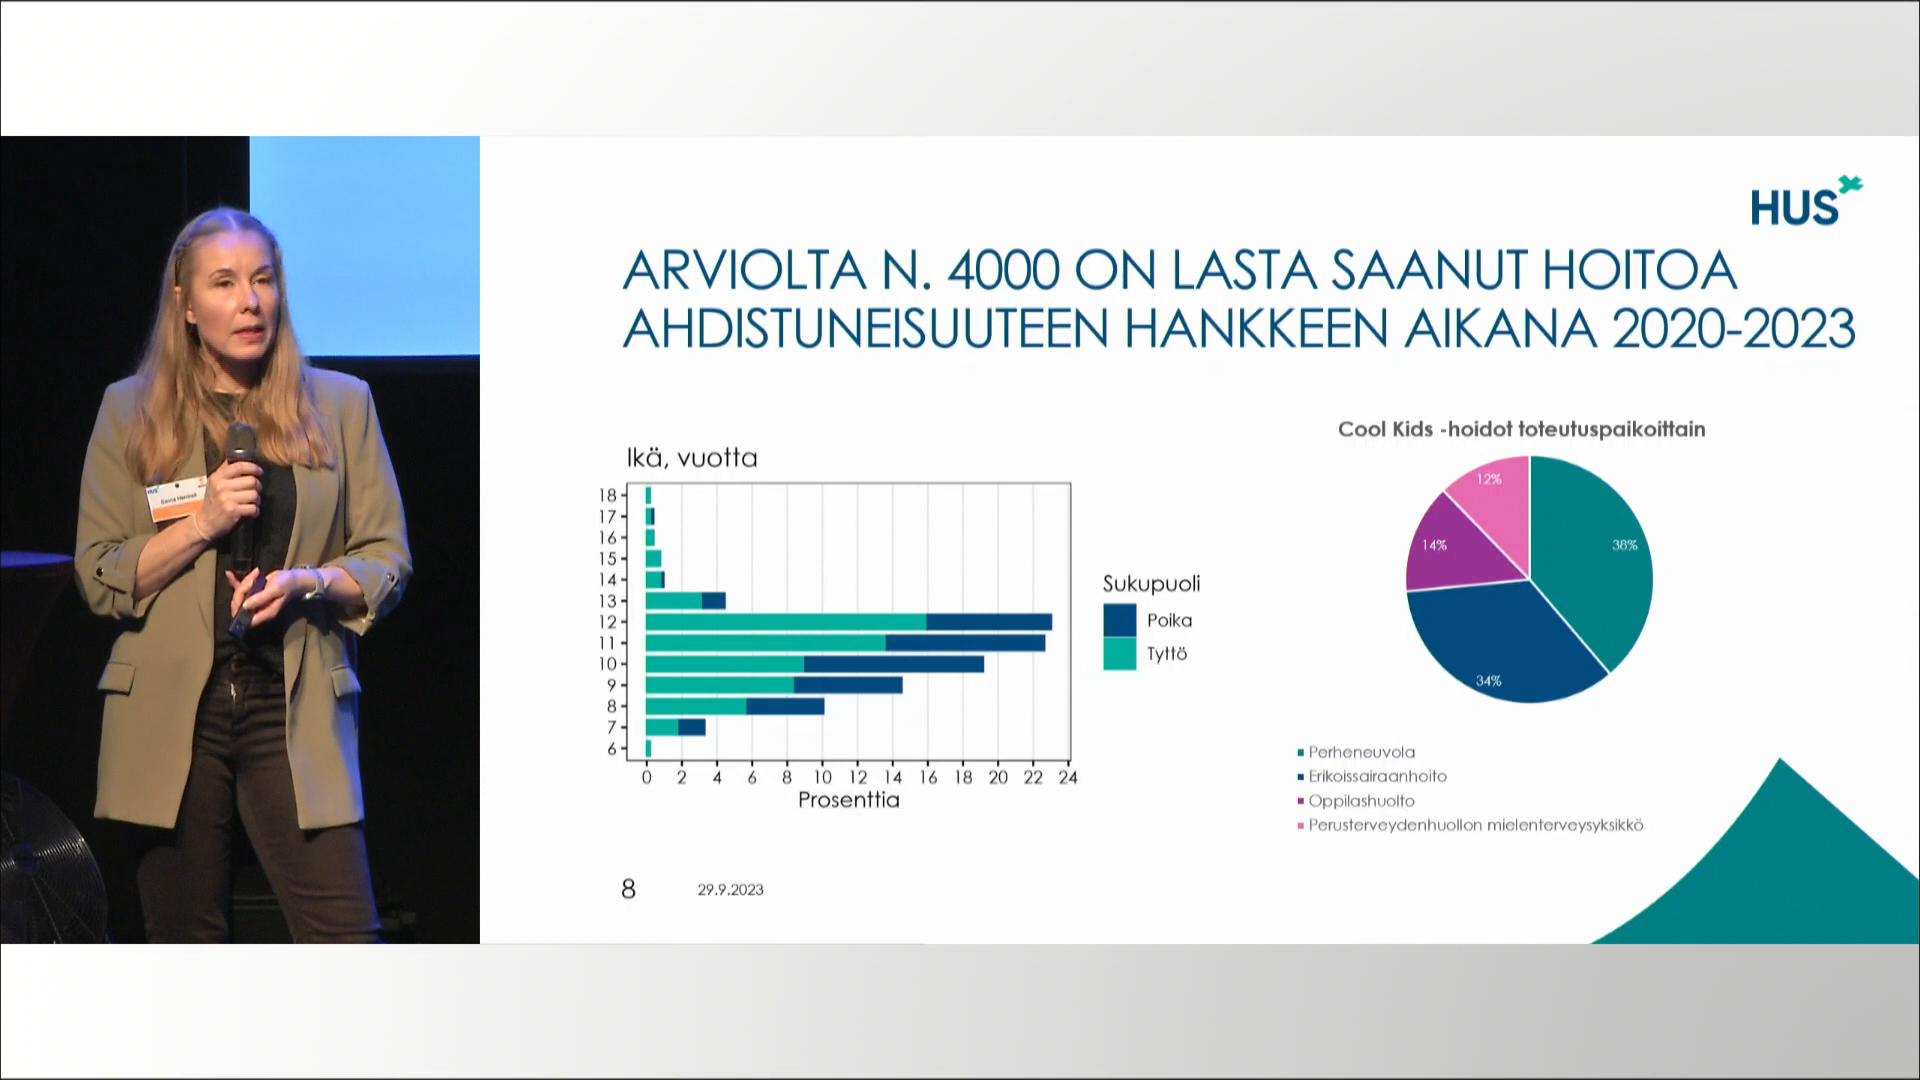 HUS
ARVIOLTA N. 4000 ON LASTA SAANUT HOITOA
AHDISTUNEISUUTEEN HANKKEEN AIKANA 2020-2023
Ikä, vuotta
18
17
16
15
14
13
12
11
10
9
8
7
6
0 2 4 6 8 10 12 14 16 18 20 22 24
Prosenttia
Sukupuoli
Poika
Tyttö
Cool Kids -hoidot toteutuspaikoittain
12%
38%
14%
34%
Perheneuvola
Erikoissairaanhoito
Oppilashuolto
Perusterveydenhuollon mielenterveysyksikkö
8 29.9.2023